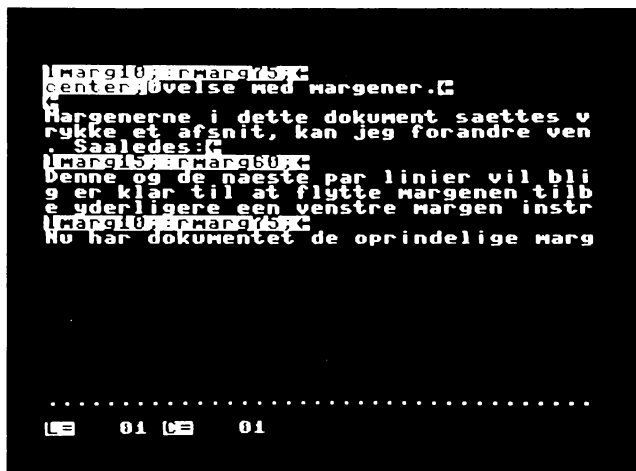 lmarg10;:rmarg75;←
center;Øvelse med margener.←
←
Margenerne i dette dokument saettes v
rykke et afsnit, kan jeg forandre ven
. Saaledes:←
lmarg15;:rmarg60;←
Denne og de naeste par linier vil bli
g er klar til at flytte margenen tilb
e yderligere een venstre margen instr
lmarg10;:rmarg75;←
Nu har dokumentet de oprindelige marg
.....................................
L= 01 C= 01